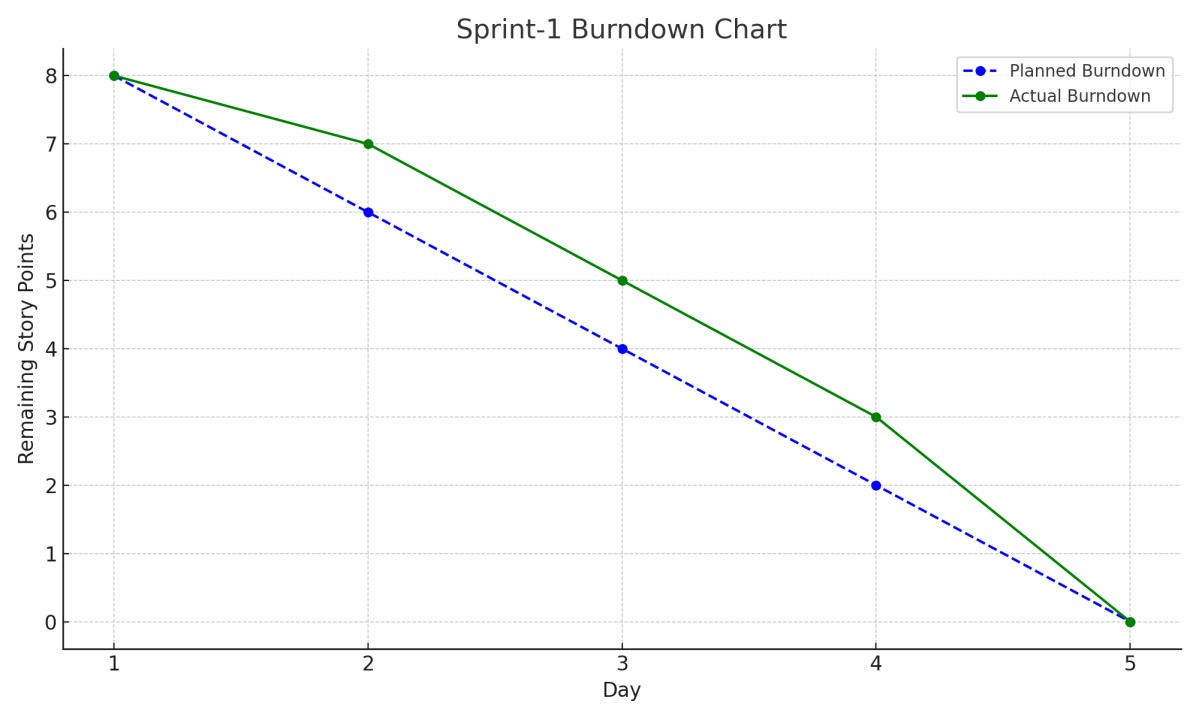 Sprint-1 Burndown Chart
Planned Burndown
Actual Burndown
8
7
6
5
4
3
2
1
0
Remaining Story Points
1 2 3 4 5
Day